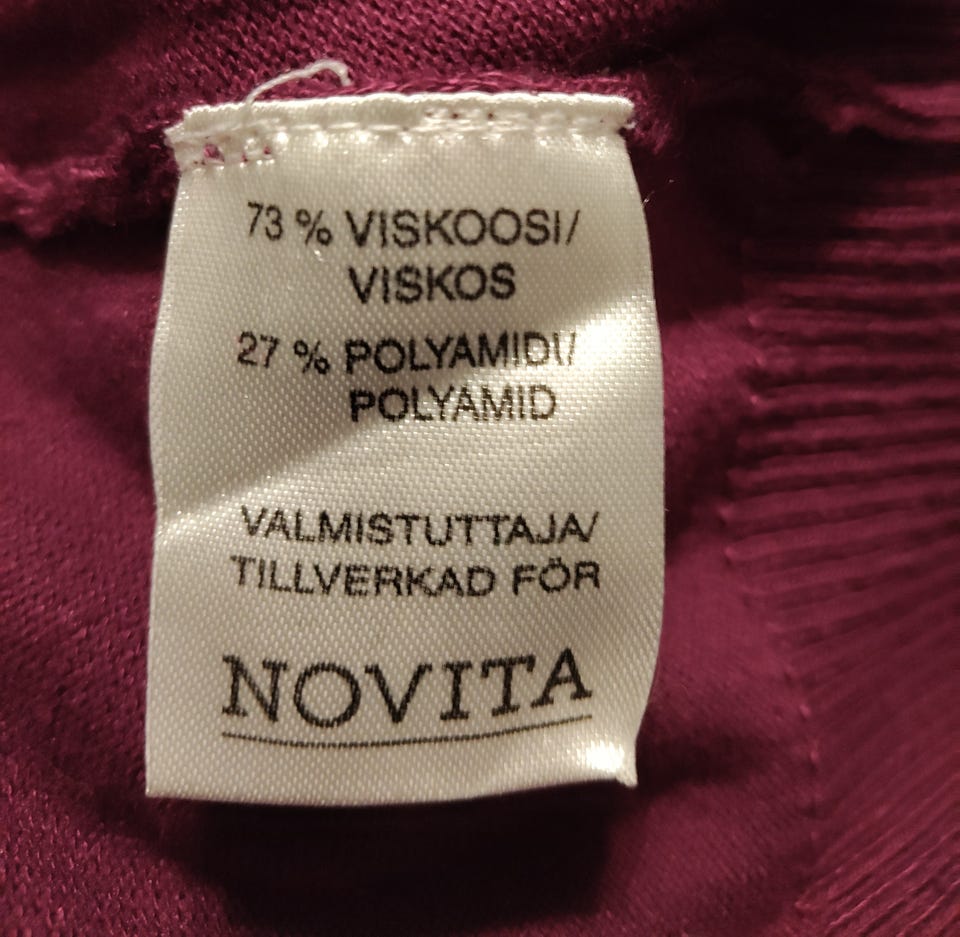 73 % VISKOOSI/
VISKOS
27 % POLYAMIDI/
POLYAMID
VALMISTUTTAJA/
TILLVERKAD FÖR
NOVITA